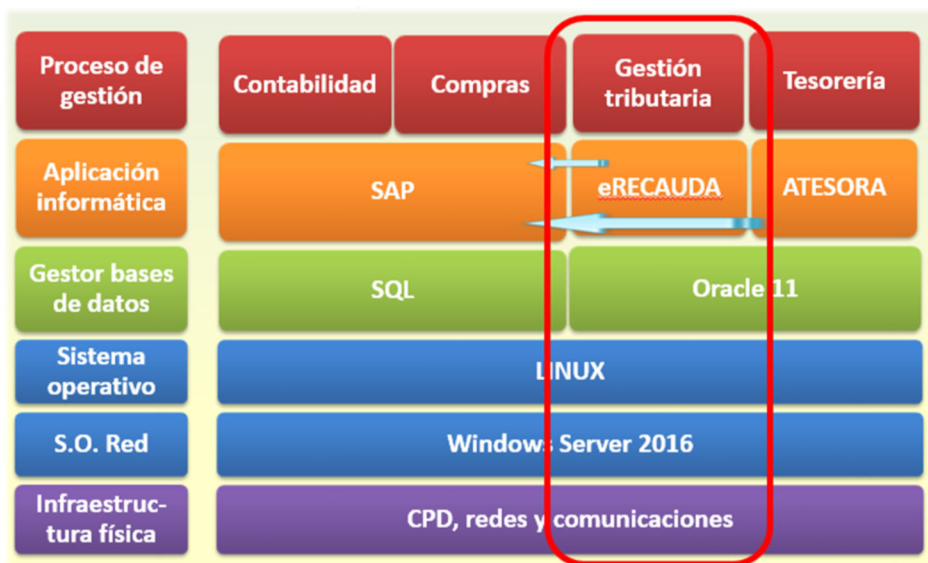 Proceso de
gestión
Contabilidad
Compras
Gestión
tributaria
Tesorería
Aplicación
informática
SAP
eRECAUDA
ATESORA
Gestor bases
de datos
SQL
Oracle 11
Sistema
operativo
LINUX
S.O. Red
Windows Server 2016
Infraestruc-
tura física
CPD, redes y comunicaciones